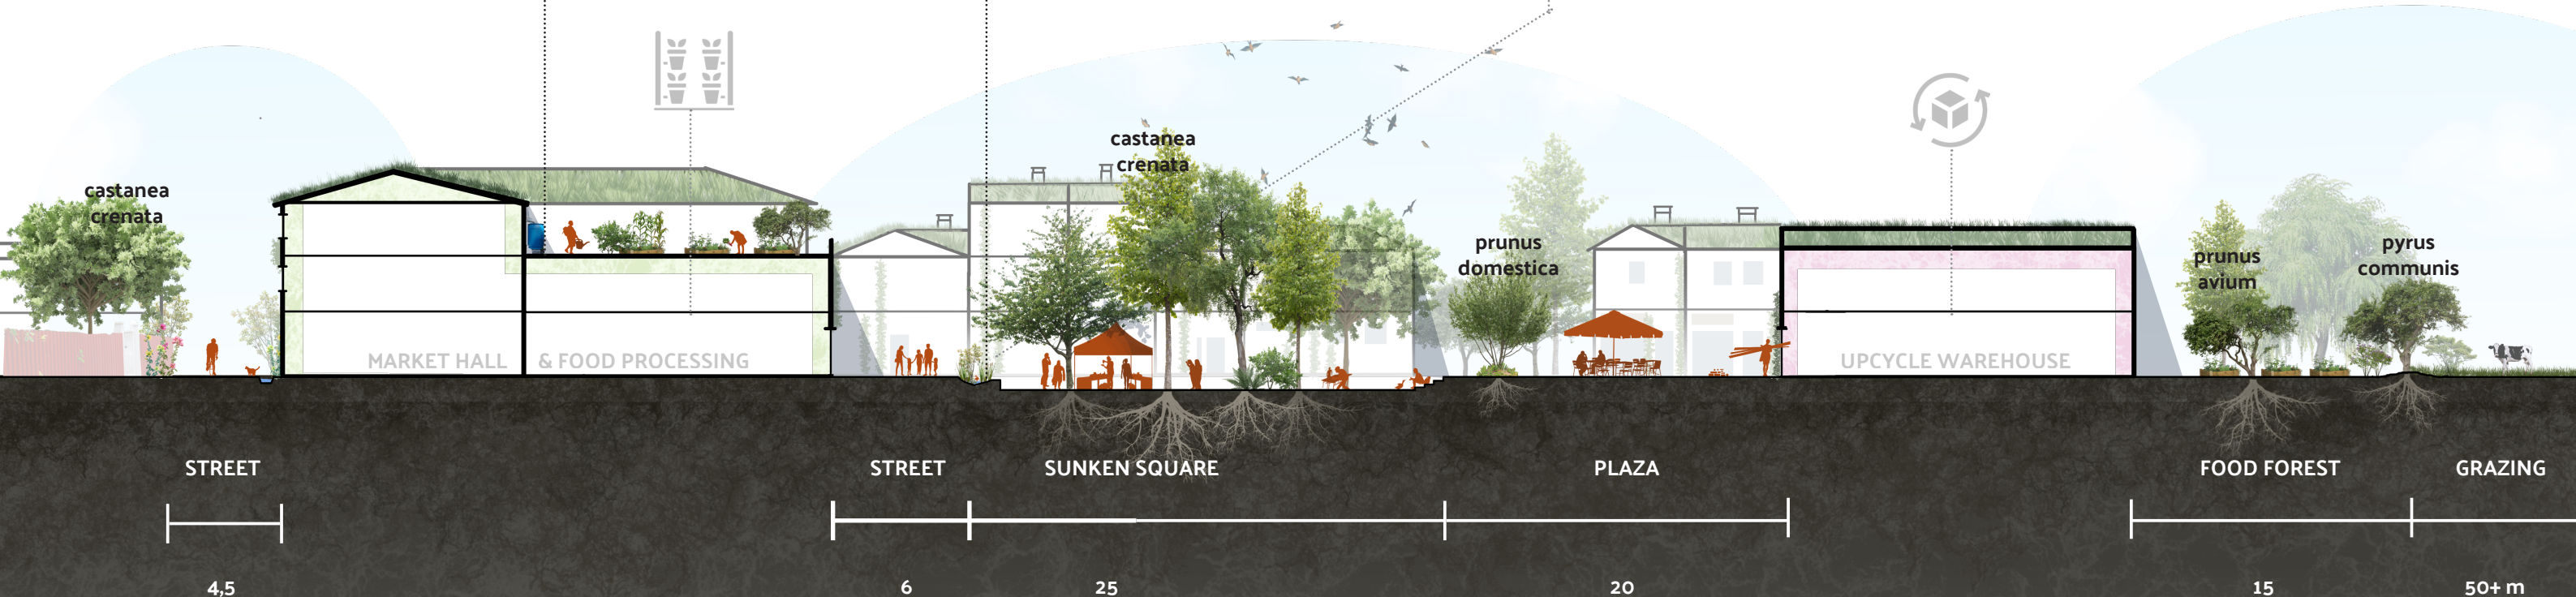 castanea
crenata
castanea
crenata
prunus
domestica
prunus
avium
pyrus
communis
MARKET HALL & FOOD PROCESSING
UPCYCLE WAREHOUSE
STREET
STREET
SUNKEN SQUARE
PLAZA
FOOD FOREST
GRAZING
4,5
6
25
20
15
50+ m